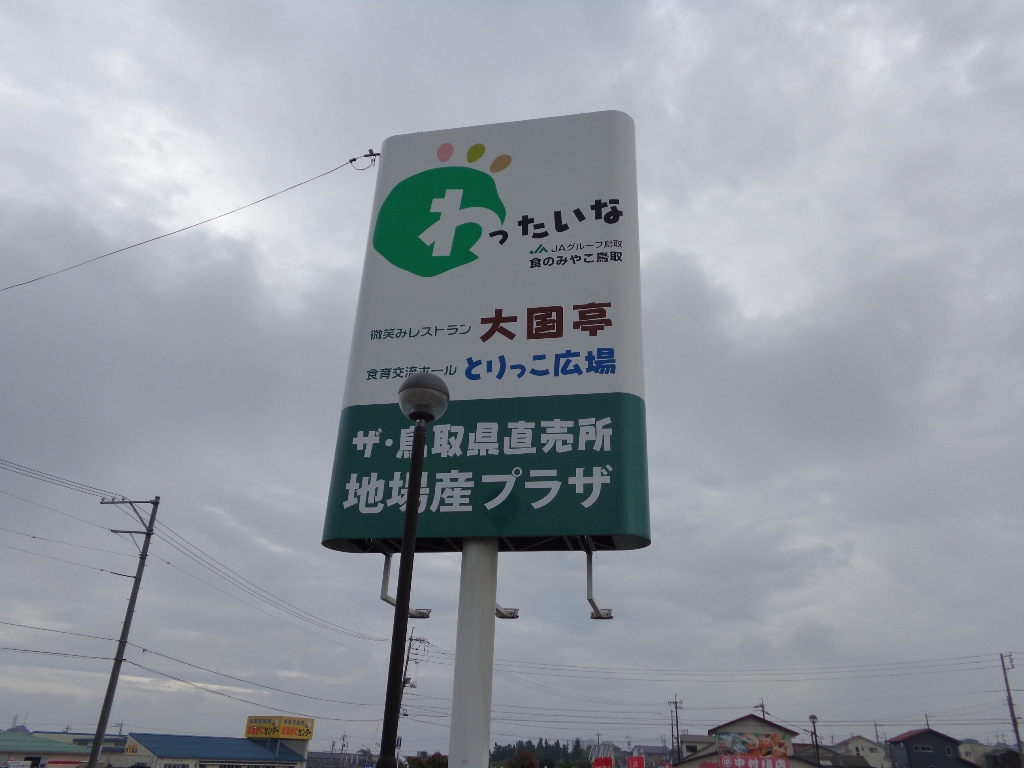 わったいな
JAグループ鳥取
食のみやこ鳥取
微笑みレストラン 大国亭
食育交流ホール とりっこ広場
ザ・鳥取県直売所
地場産プラザ